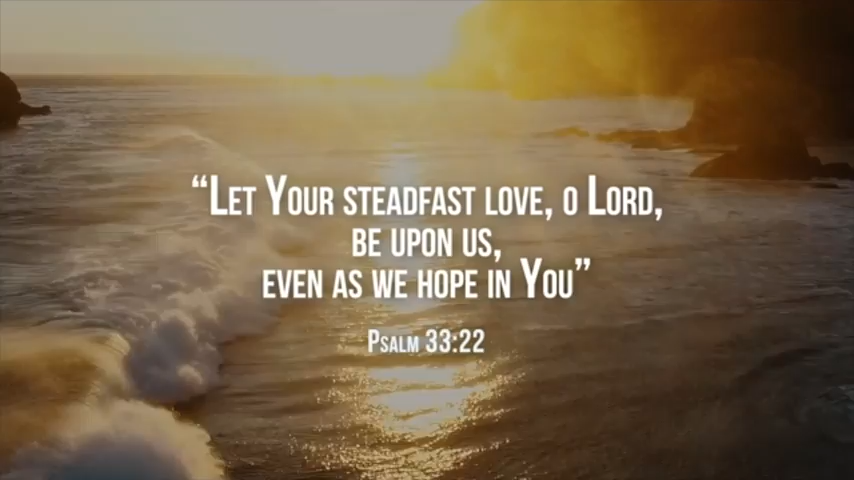 “Let Your steadfast love, o Lord,
be upon us,
even as we hope in You”
Psalm 33:22